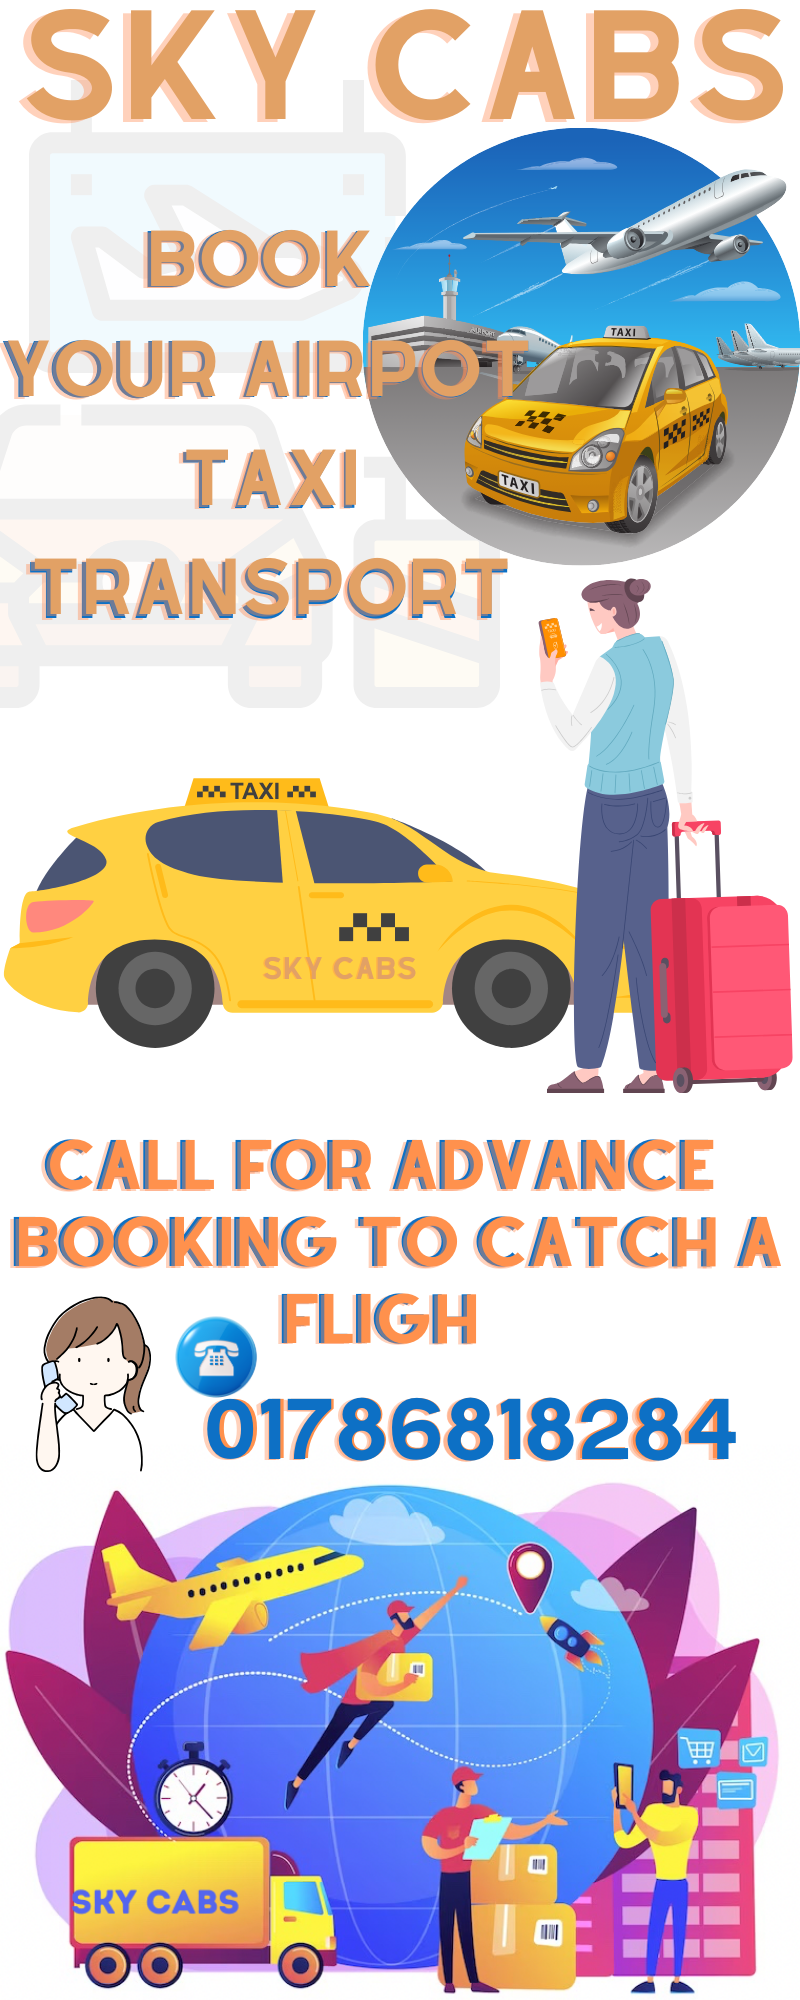 SKY CABS
BOOK
YOUR AIRPOT
TAXI
TRANSPORT
TAXI
TAXI
TAXI
SKY CABS
CALL FOR ADVANCE
BOOKING TO CATCH A
FLIGH
01786818284
SKY CABS